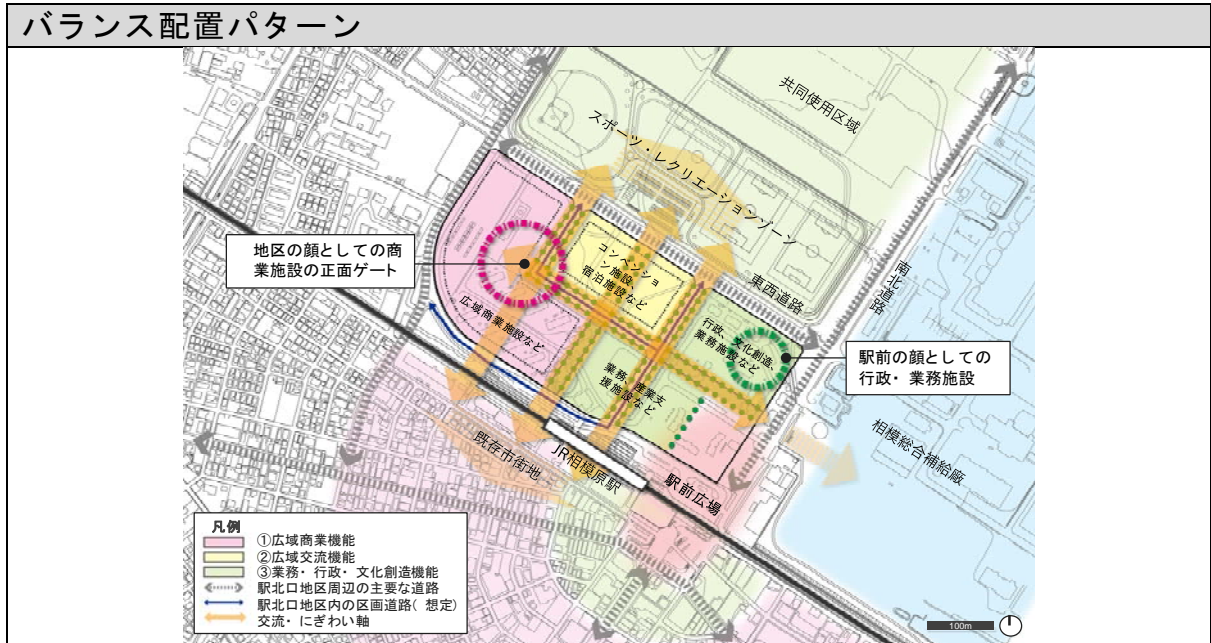 バランス配置パターン
共同使用区域
スポーツ・レクリエーションゾーン
地区の顔としての商
業施設の正面ゲート
コンベンショ
ン施設、
宿泊施設など
東西道路
南北道路
広域商業施設など
行政、文化創造、
業務施設など
駅前の顔としての
行政・業務施設
業務、産業支
援施設など
相模総合補給廠
既存市街地
JR相模原駅
駅前広場
凡例
①広域商業機能
②広域交流機能
③業務・行政・文化創造機能
駅北口地区周辺の主要な道路
駅北口地区内の区画道路(想定)
交流・にぎわい軸
100m